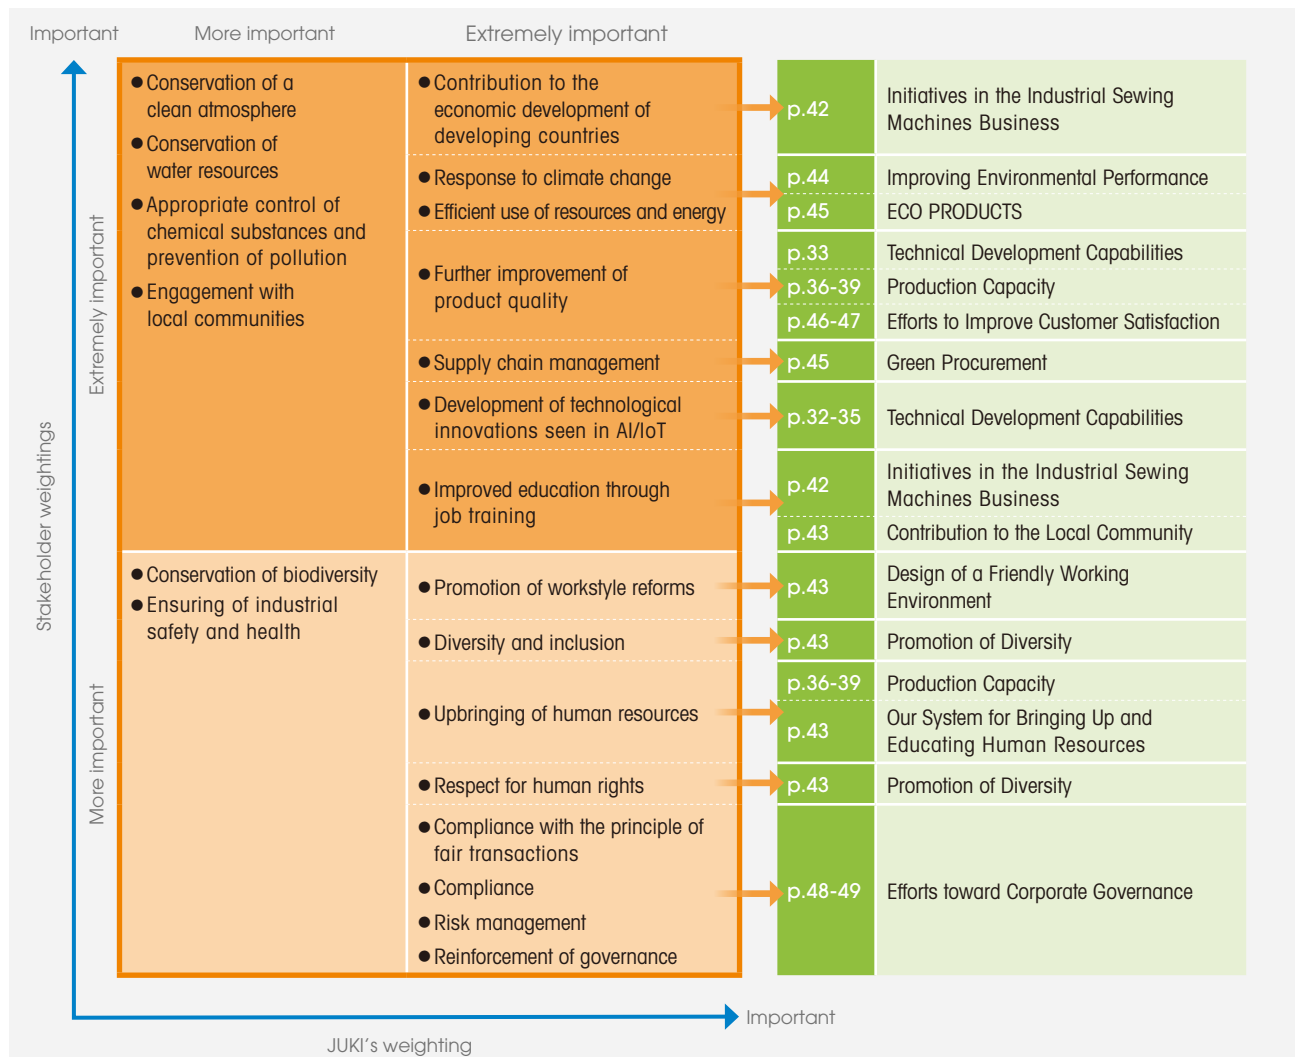 Important
More important
Extremely important
Stakeholder weightings
Extremely important
More important
● Conservation of a
clean atmosphere
● Conservation of
water resources
● Appropriate control of
chemical substances and
prevention of pollution
● Engagement with
local communities
● Contribution to the
economic development of
developing countries
● Response to climate change
● Efficient use of resources and energy
● Further improvement of
product quality
● Supply chain management
● Development of technological
innovations seen in AI/IoT
● Improved education through
job training
● Conservation of biodiversity
● Ensuring of industrial
safety and health
● Promotion of workstyle reforms
● Diversity and inclusion
● Upbringing of human resources
● Respect for human rights
● Compliance with the principle of
fair transactions
● Compliance
● Risk management
● Reinforcement of governance
p.42 Initiatives in the Industrial Sewing
Machines Business
p.44 Improving Environmental Performance
p.45 ECO PRODUCTS
p.33 Technical Development Capabilities
p.36-39 Production Capacity
p.46-47 Efforts to Improve Customer Satisfaction
p.45 Green Procurement
p.32-35 Technical Development Capabilities
p.42 Initiatives in the Industrial Sewing
Machines Business
p.43 Contribution to the Local Community
p.43 Design of a Friendly Working
Environment
p.43 Promotion of Diversity
p.36-39 Production Capacity
p.43 Our System for Bringing Up and
Educating Human Resources
p.43 Promotion of Diversity
p.48-49 Efforts toward Corporate Governance
Important
JUKI's weighting